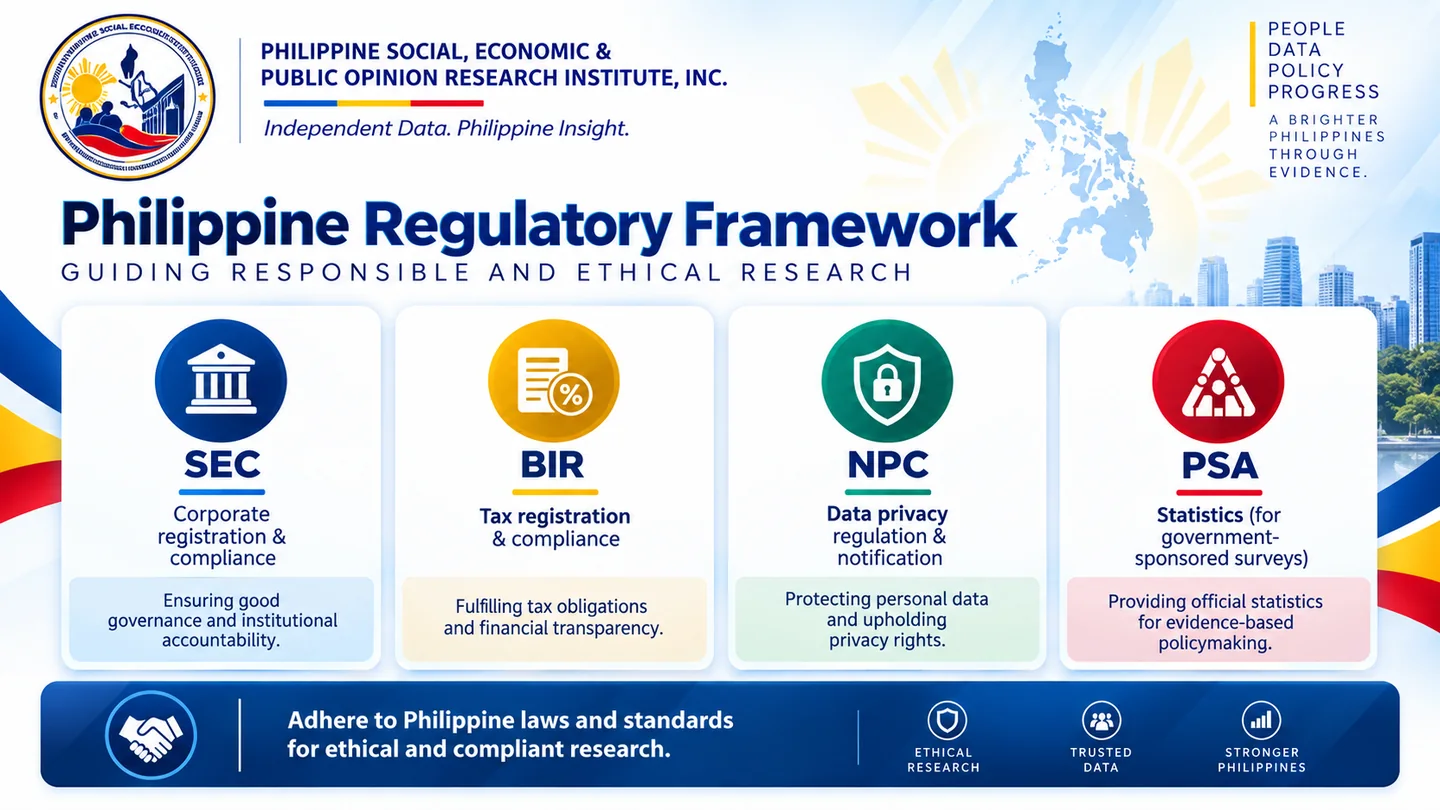 PHILIPPINE SOCIAL, ECONOMIC &
PUBLIC OPINION RESEARCH INSTITUTE, INC.
Independent Data. Philippine Insight.
PEOPLE
DATA
POLICY
PROGRESS
A BRIGHTER
PHILIPPINES
THROUGH
EVIDENCE.
Philippine Regulatory Framework
GUIDING RESPONSIBLE AND ETHICAL RESEARCH
SEC
Corporate
registration &
compliance
Ensuring good
governance and institutional
accountability.
BIR
Tax registration
& compliance
Fulfilling tax obligations
and financial transparency.
NPC
Data privacy
regulation &
notification
Protecting personal data
and upholding
privacy rights.
PSA
Statistics (for
government-
sponsored surveys)
Providing official statistics
for evidence-based
policymaking.
Adhere to Philippine laws and standards
for ethical and compliant research.
ETHICAL
RESEARCH
TRUSTED
DATA
STRONGER
PHILIPPINES